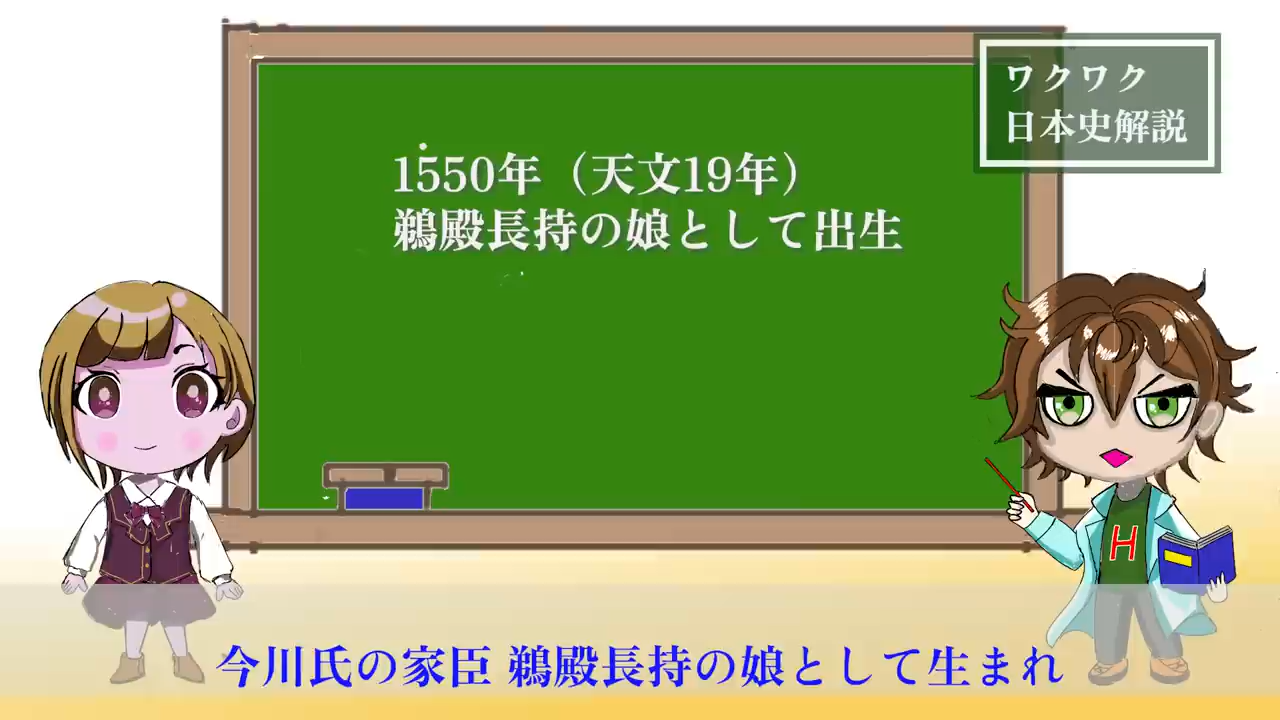 ワクワク
日本史解説
1550年（天文19年）
鵜殿長持の娘として出生
H
今川氏の家臣 鵜殿長持の娘として生まれ